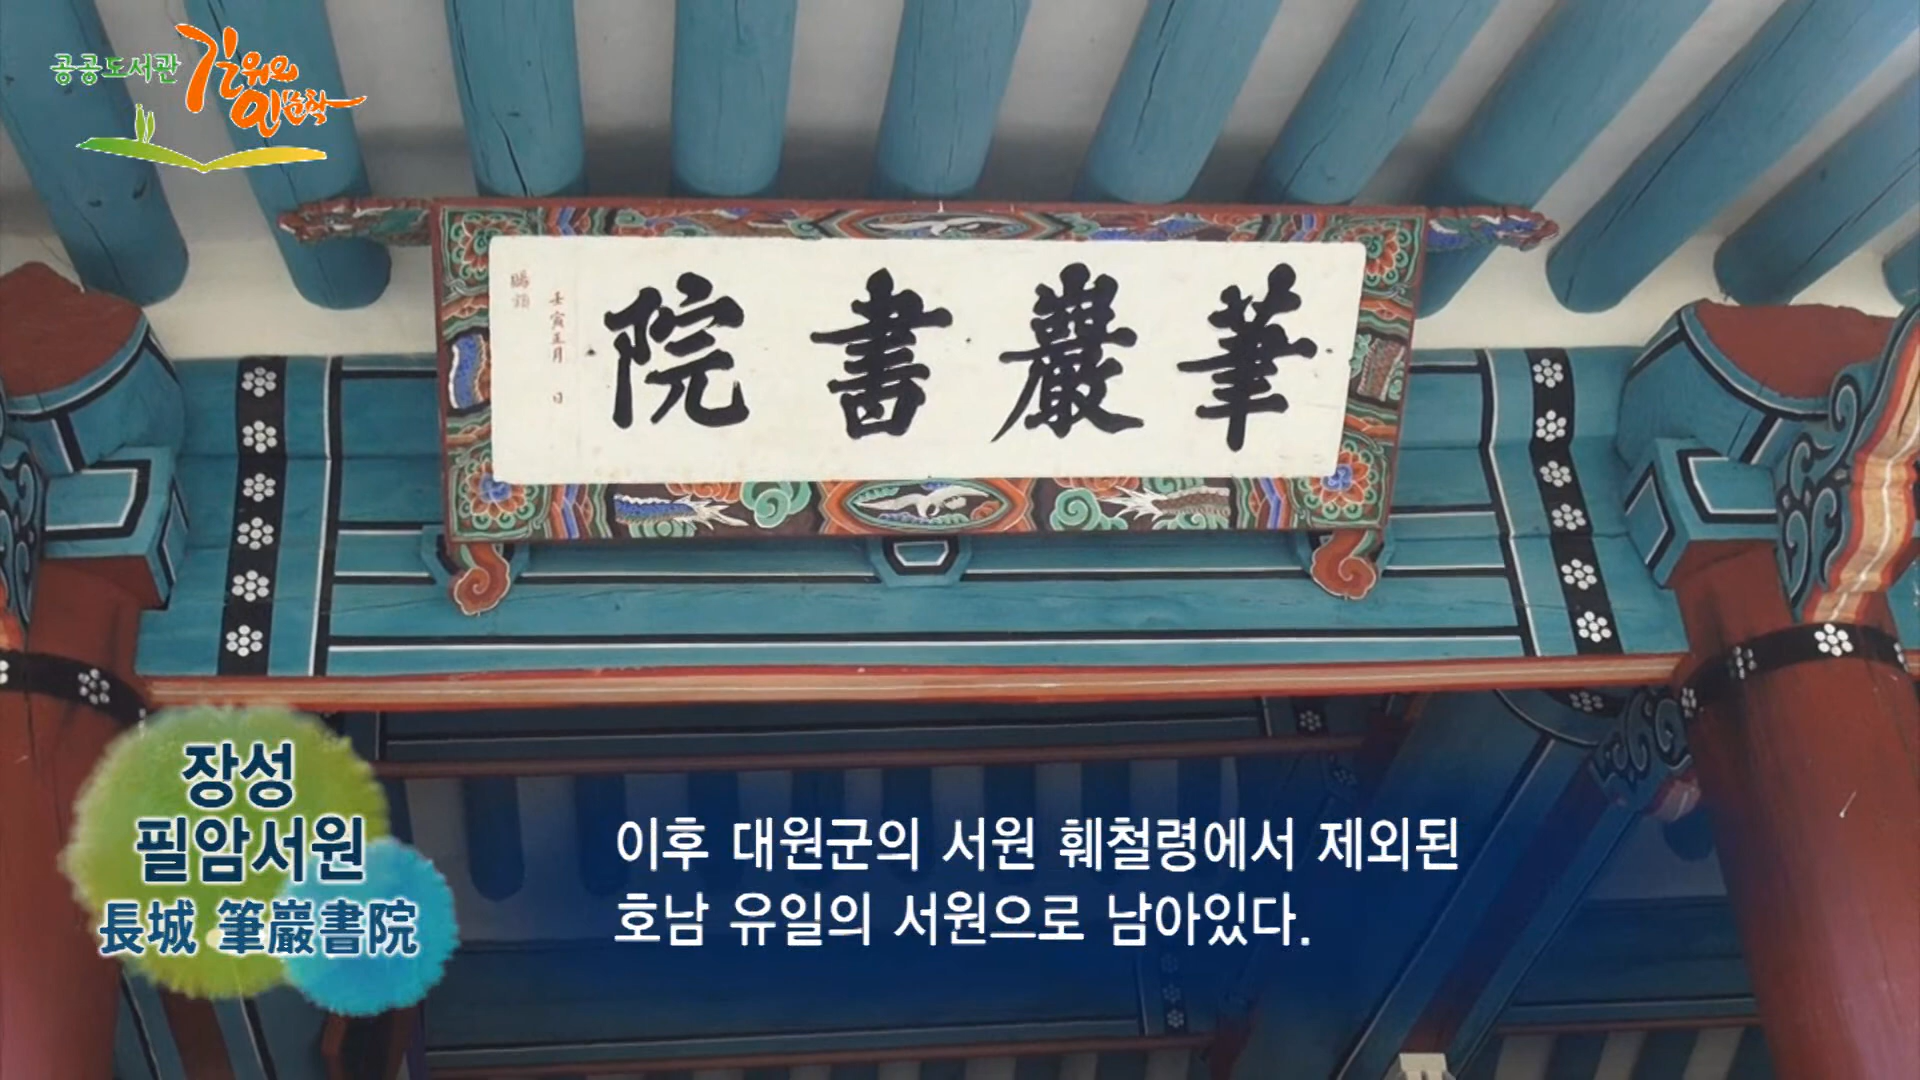 공공도서관 길 위의
인문학
院書巖筆
壬寅正月 日
장성
필암서원
長城 筆巖書院
이후 대원군의 서원 훼철령에서 제외된
호남 유일의 서원으로 남아있다.